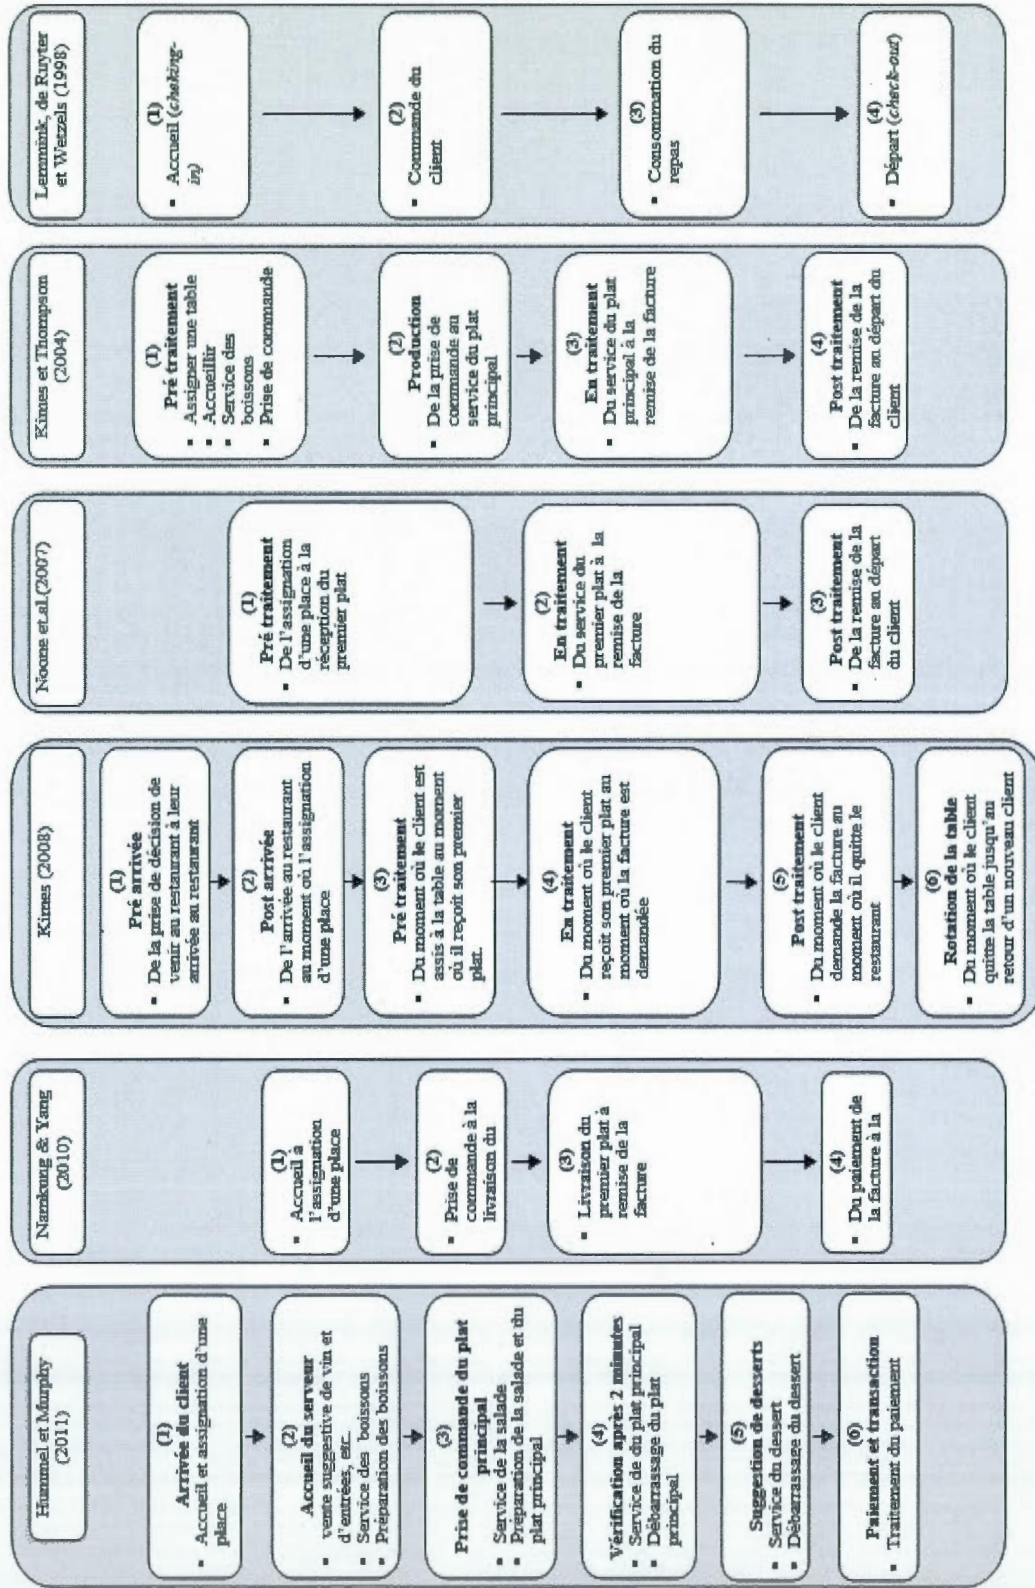 Hummel et Murphy
(2011)
(1)
Arrivée du client
▪ Accueil et assignation d'une
place
(2)
Accueil du serveur
▪ vente suggestive de vin et
d'entrées, etc.
▪ Service des boissons
▪ Préparation des boissons
(3)
Prise de commande du plat
principal
▪ Service de la salade
▪ Préparation de la salade et du
plat principal
(4)
Vérification après 2 minutes
▪ Service du plat principal
▪ Débarrassage du plat
principal
(5)
Suggestion de desserts
▪ Service du dessert
▪ Débarrasage du dessert
(6)
Paiement et transaction
▪ Traitement du paiement
Namkung & Yang
(2010)
(1)
▪ Accueil à
l'assignation
d'une place
(2)
▪ Prise de
commande à la
livraison du
(3)
▪ Livraison du
premier plat à
remise de la
facture
(4)
▪ Du paiement de
la facture à la
Kimes (2008)
(1)
Pré arrivée
▪ De la prise de décision de
venir au restaurant à leur
arrivée au restaurant
(2)
Post arrivée
▪ De l'arrivée au restaurant
au moment où l'assignation
d'une place
(3)
Pré traitement
▪ Du moment où le client est
assis à la table au moment
où il reçoit son premier
plat.
(4)
En traitement
▪ Du moment où le client
reçoit son premier plat au
moment où la facture est
demandée
(5)
Post traitement
▪ Du moment où le client
demande la facture au
moment où il quitte le
restaurant
(6)
Rotation de la table
▪ Du moment où le client
quitte la table jusqu'au
retour d'un nouveau client
Noone et.al.(2007)
(1)
Pré traitement
▪ De l'assignation
d'une place à la
réception du
premier plat
(2)
En traitement
▪ Du service du
premier plat à la
remise de la
facture
(3)
Post traitement
▪ De la remise de la
facture au départ
du client
Kimes et Thompson
(2004)
(1)
Pré traitement
▪ Assigner une table
▪ Accueillir
▪ Service des
boissons
▪ Prise de commande
(2)
Production
▪ De la prise de
commande au
service du plat
principal
(3)
En traitement
▪ Du service du plat
principal à la
remise de la facture
(4)
Post traitement
▪ De la remise de la
facture au départ du
client
Lemmink, de Ruyter
et Wetzels (1998)
(1)
▪ Accueil (cheking-
in)
(2)
▪ Commande du
client
(3)
▪ Consommation du
repas
(4)
▪ Départ (check-out)